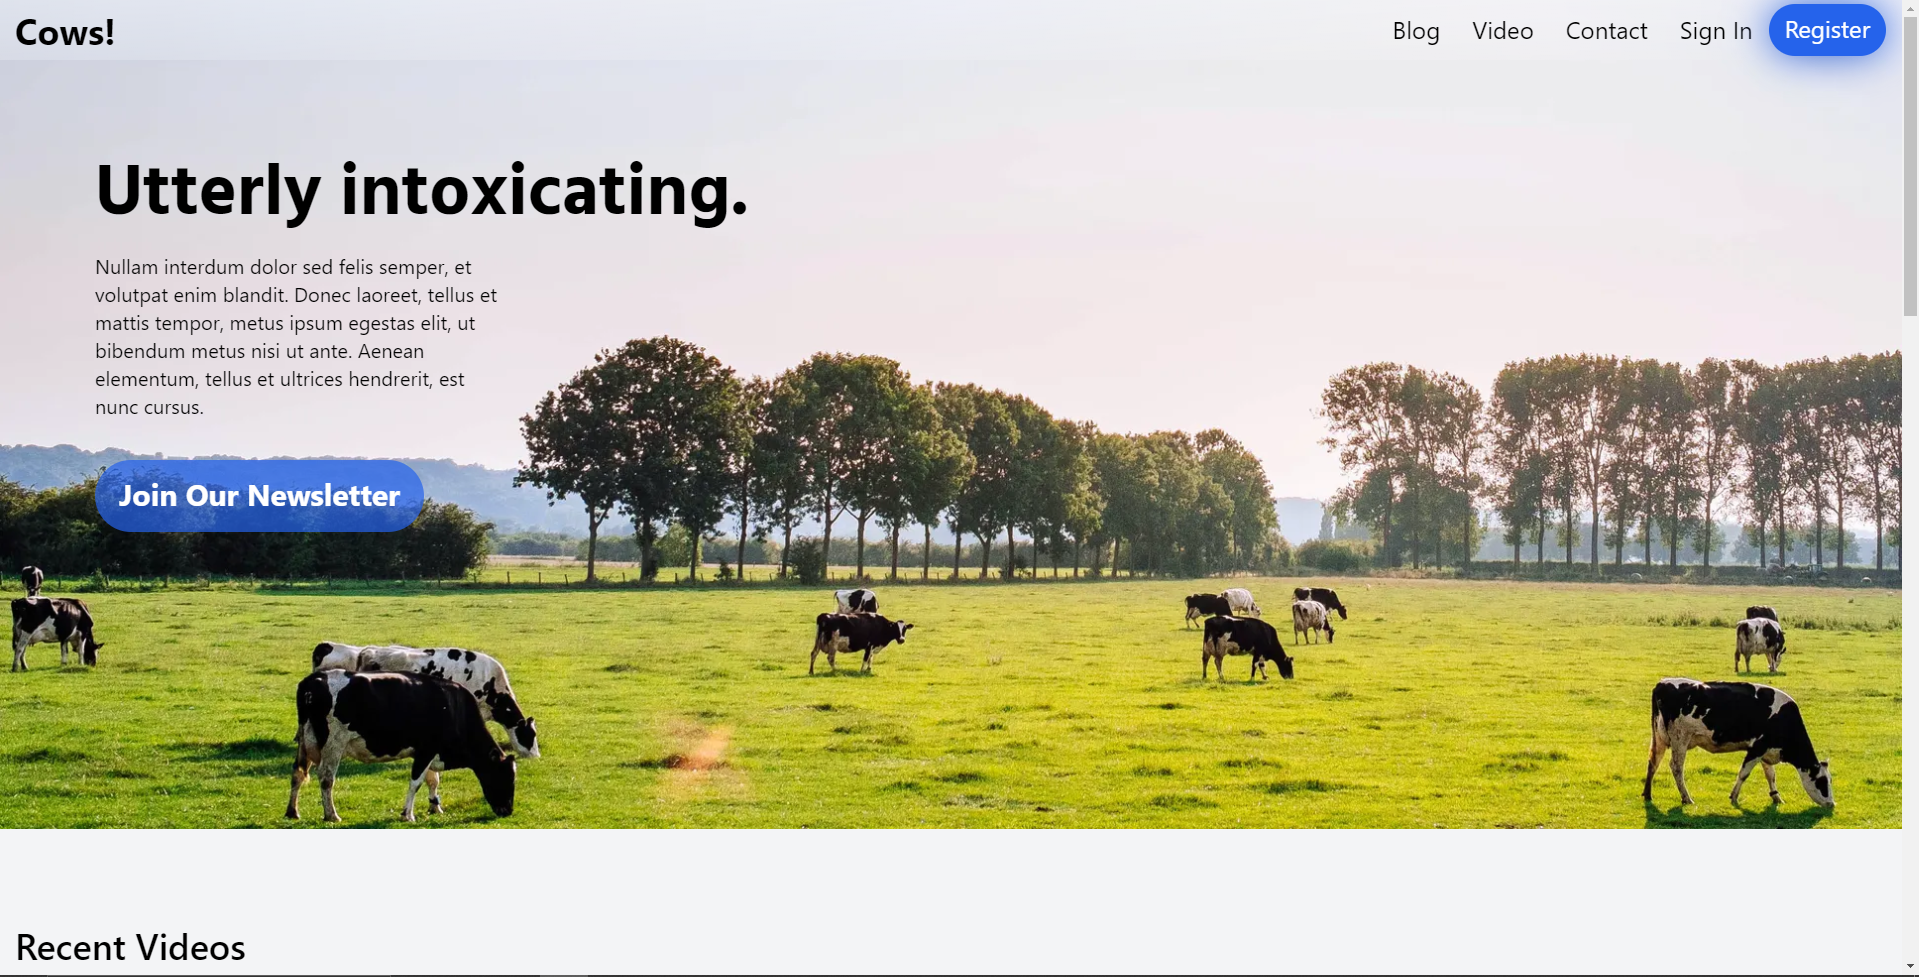 Cows!
Blog
Video
Contact
Sign In
Register
Utterly intoxicating.
Nullam interdum dolor sed felis semper, et
volutpat enim blandit. Donec laoreet, tellus et
mattis tempor, metus ipsum egestas elit, ut
bibendum metus nisi ut ante. Aenean
elementum, tellus et ultrices hendrerit, est
nunc cursus.
Join Our Newsletter
Recent Videos